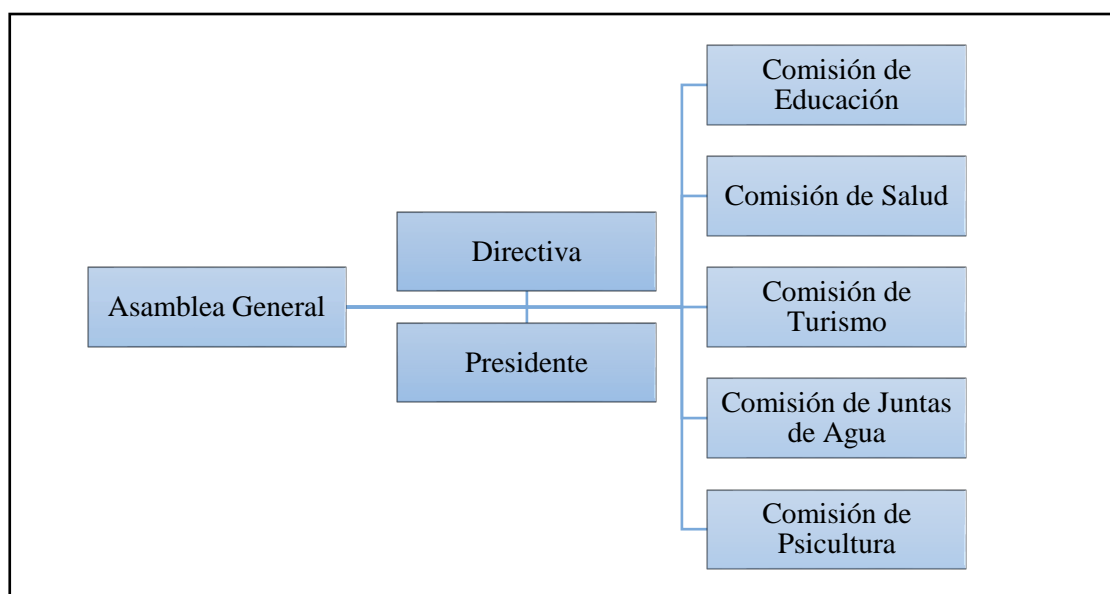 Asamblea General
Directiva
Presidente
Comisión de
Educación
Comisión de Salud
Comisión de
Turismo
Comisión de Juntas
de Agua
Comisión de
Psicultura